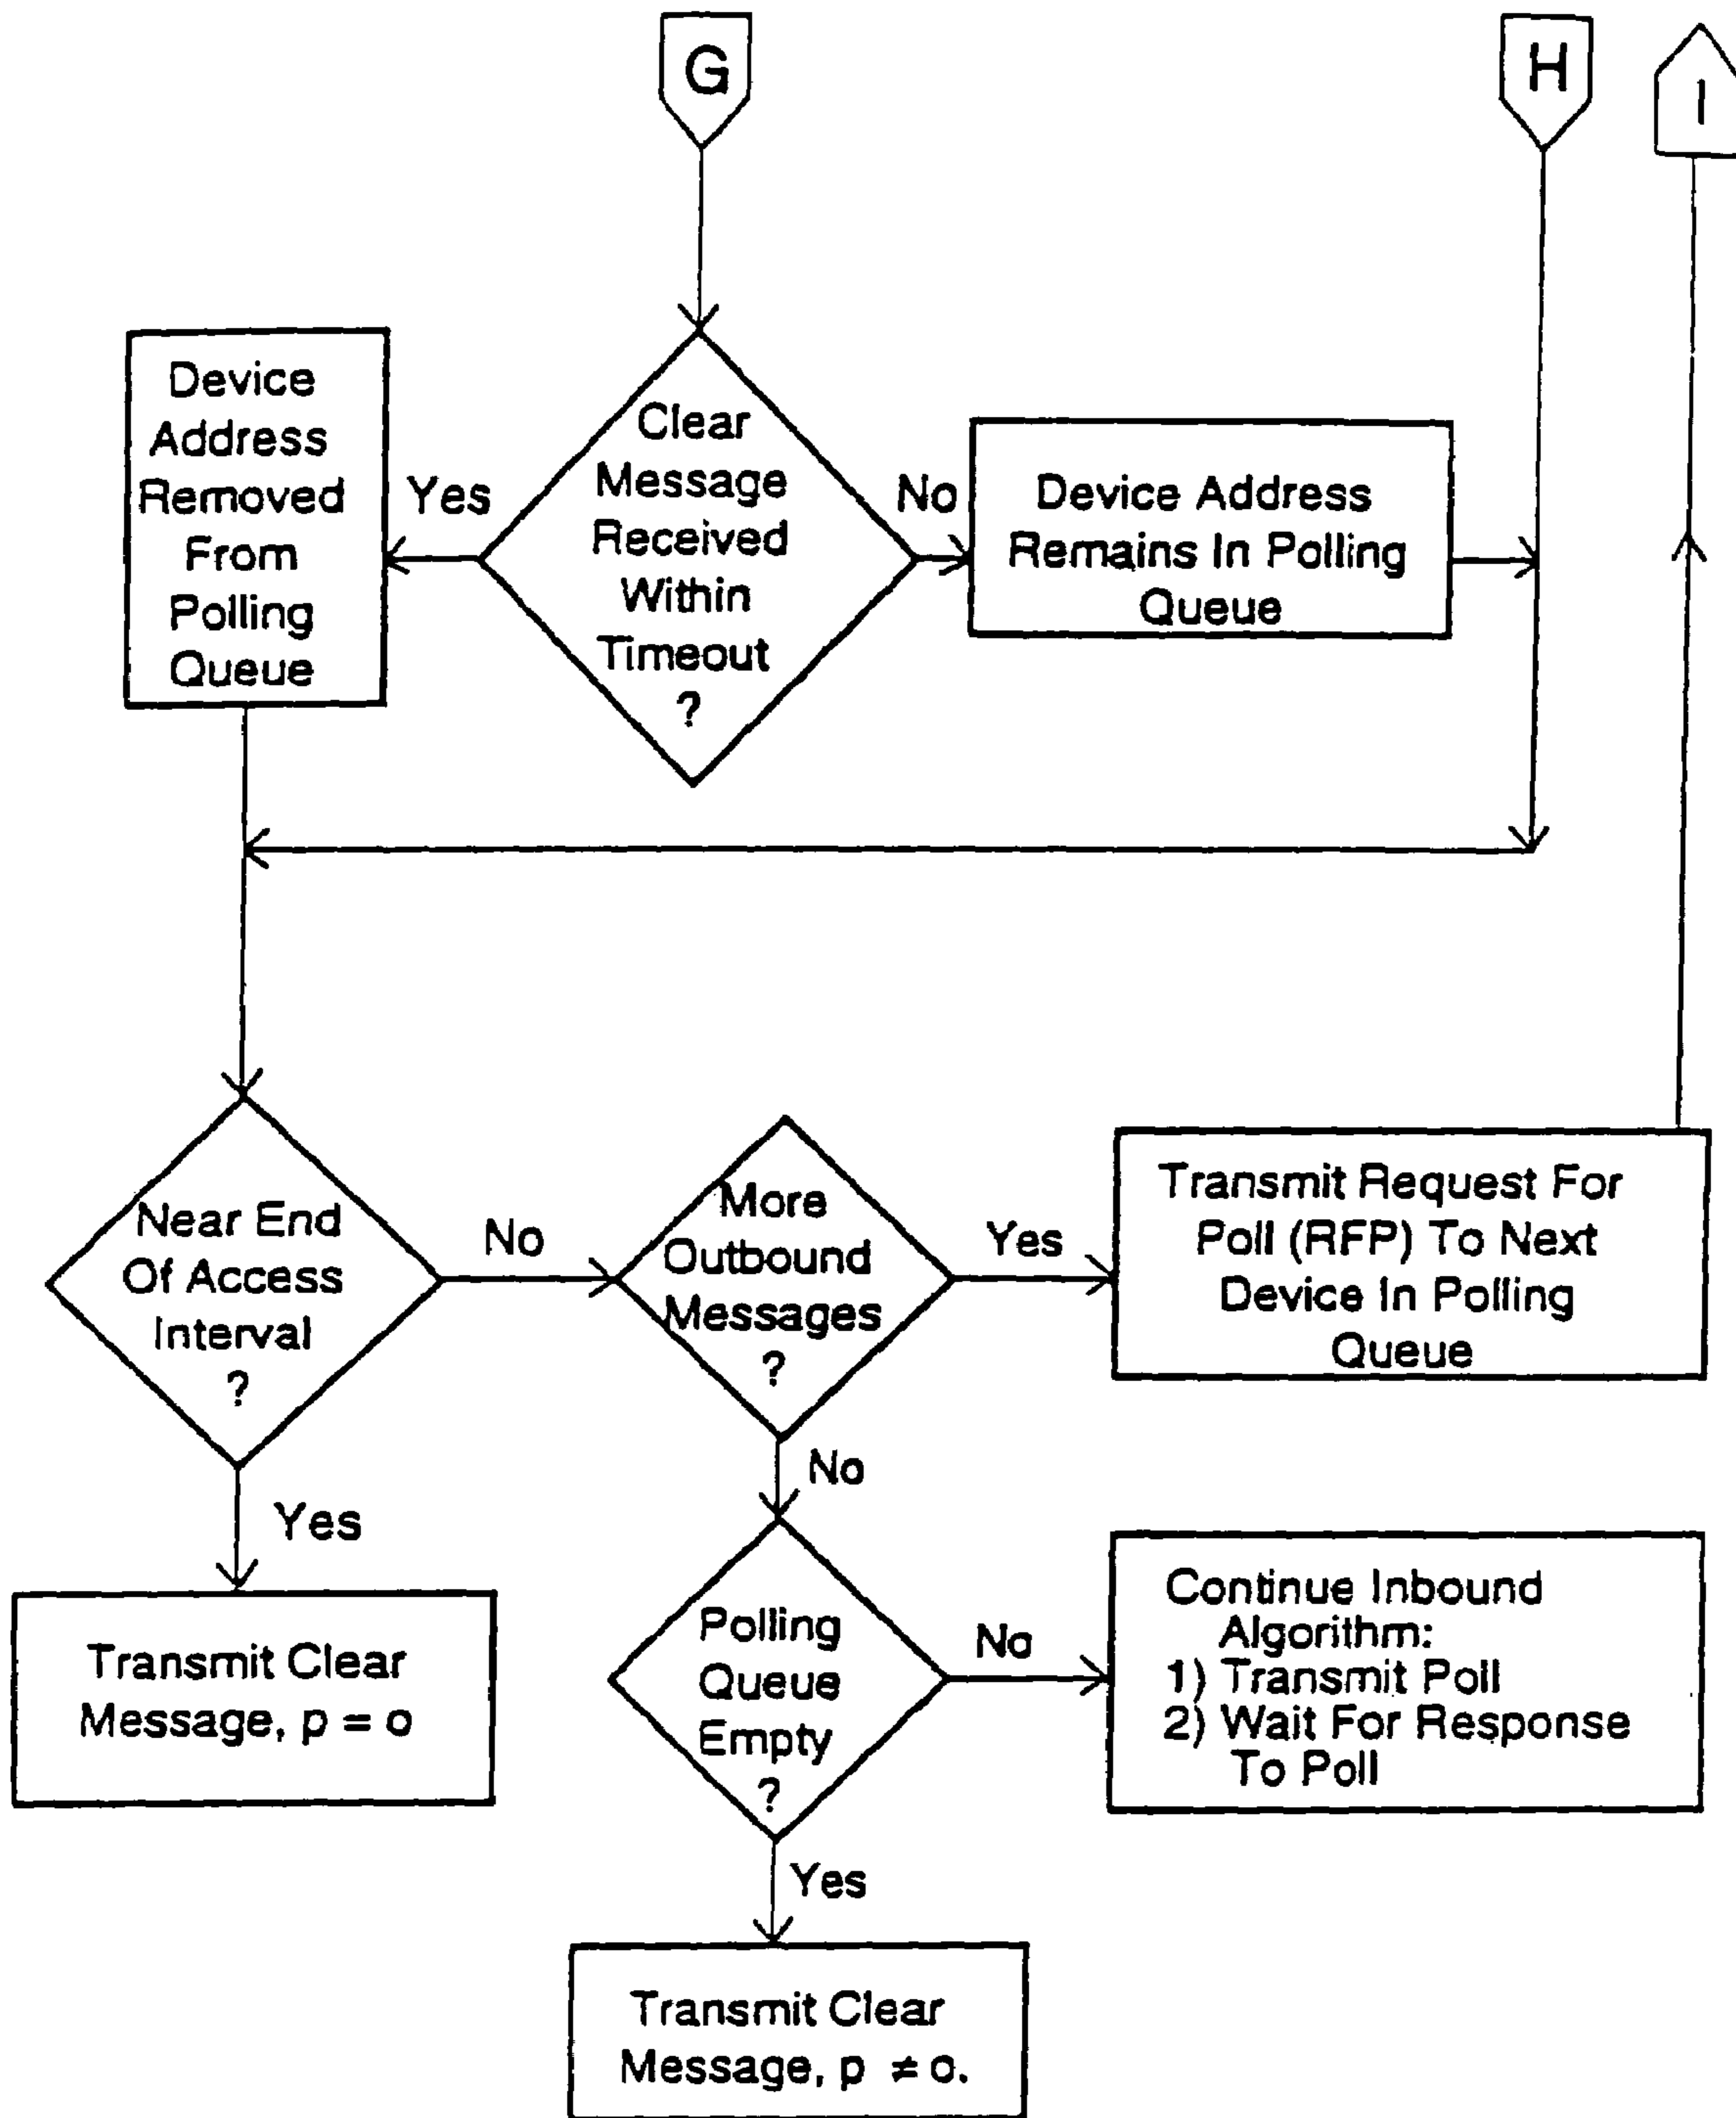 G
H
I
Device
Address
Removed
From
Polling
Queue
Yes
Clear
Message
Received
Within
Timeout
?
No
Device Address
Remains In Polling
Queue
Near End
Of Access
Interval
?
No
More
Outbound
Messages
?
Yes
Transmit Request For
Poll (RFP) To Next
Device In Polling
Queue
Yes
No
Transmit Clear
Message, p = o
Polling
Queue
Empty
?
No
Continue Inbound
Algorithm:
1) Transmit Poll
2) Wait For Response
To Poll
Yes
Transmit Clear
Message, p ≠ o.